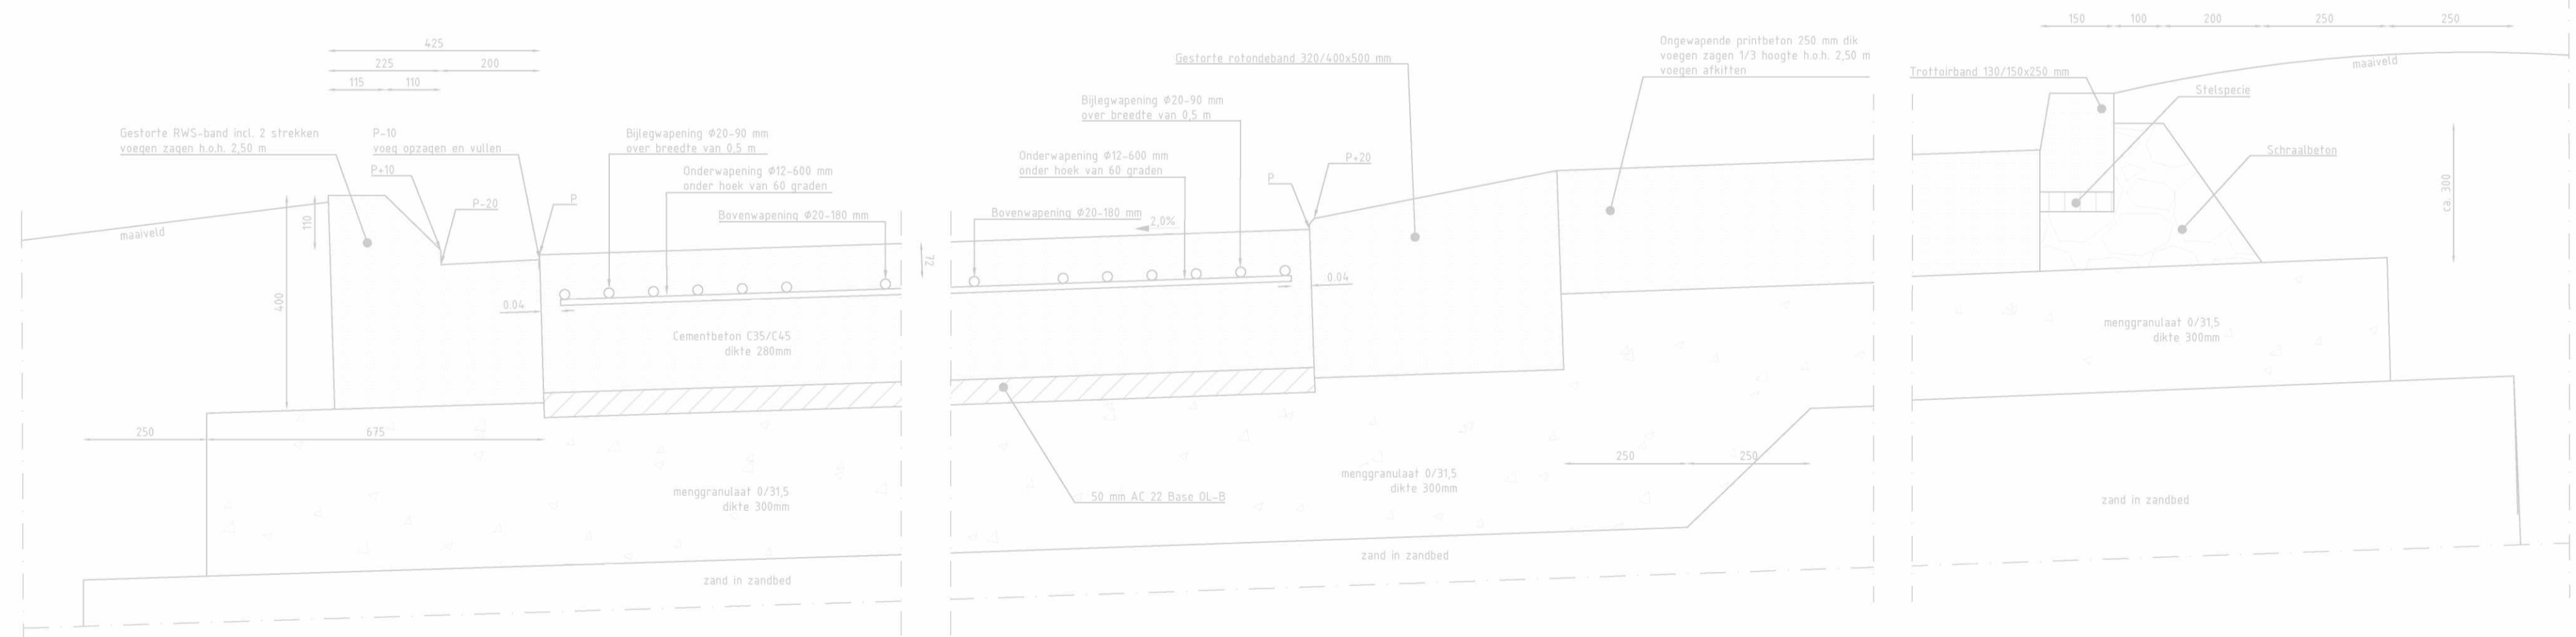 425
225
200
115
110
Gestorte RWS-band incl. 2 strekken
voegen zagen h.o.h. 2,50 m
P-10
voeg opzagen en vullen
P+10
P-20
P
Bijlegwapening Φ20-90 mm
over breedte van 0,5 m
Onderwapening Φ12-600 mm
onder hoek van 60 graden
Bovenwapening Φ20-180 mm
maaiveld
110
400
0.04
72
Cementbeton C35/C45
dikte 280mm
250
675
menggranulaat 0/31,5
dikte 300mm
zand in zandbed
Gestorte rotondeband 320/400x500 mm
Bijlegwapening Φ20-90 mm
over breedte van 0,5 m
Onderwapening Φ12-600 mm
onder hoek van 60 graden
P
P+20
Bovenwapening Φ20-180 mm
2,0%
0.04
50 mm AC 22 Base OL-B
menggranulaat 0/31,5
dikte 300mm
zand in zandbed
Ongewapende printbeton 250 mm dik
voegen zagen 1/3 hoogte h.o.h. 2,50 m
voegen afkitten
250
250
150
100
200
250
250
Trottoirband 130/150x250 mm
Stelspecie
maaiveld
Schraalbeton
ca. 300
menggranulaat 0/31,5
dikte 300mm
zand in zandbed